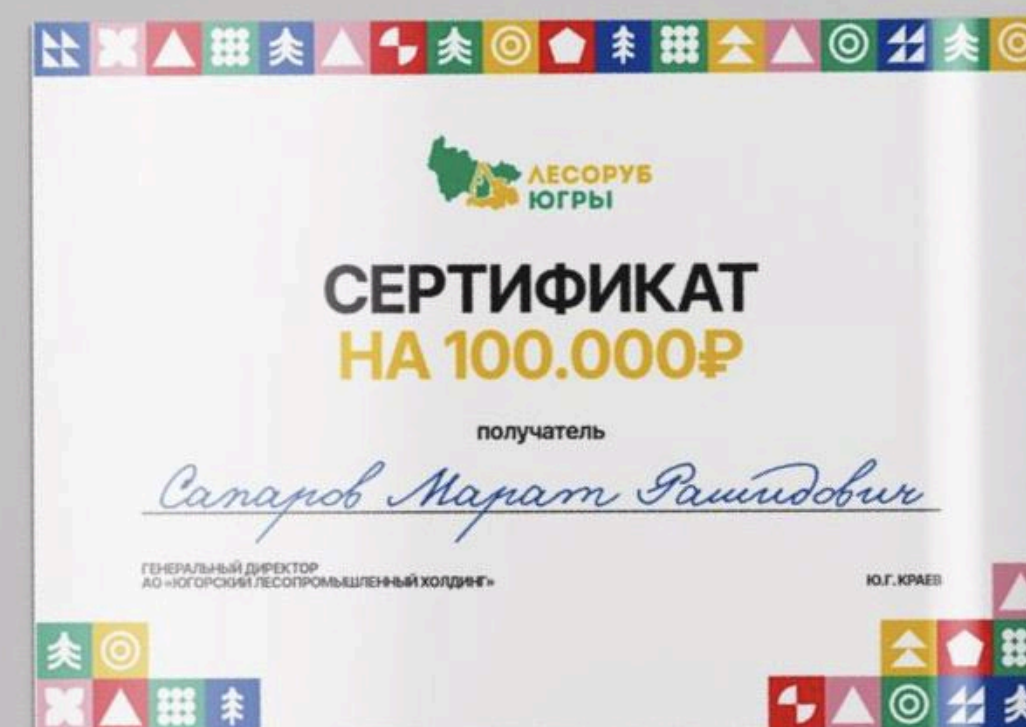 ЛЕСОРУБ
ЮГРЫ
СЕРТИФИКАТ
НА 100.000₽
получатель
Сапаров Марат Рашидович
ГЕНЕРАЛЬНЫЙ ДИРЕКТОР
АО «ЮГОРСКИЙ ЛЕСОПРОМЫШЛЕННЫЙ ХОЛДИНГ»
Ю.Г. КРАЕВ